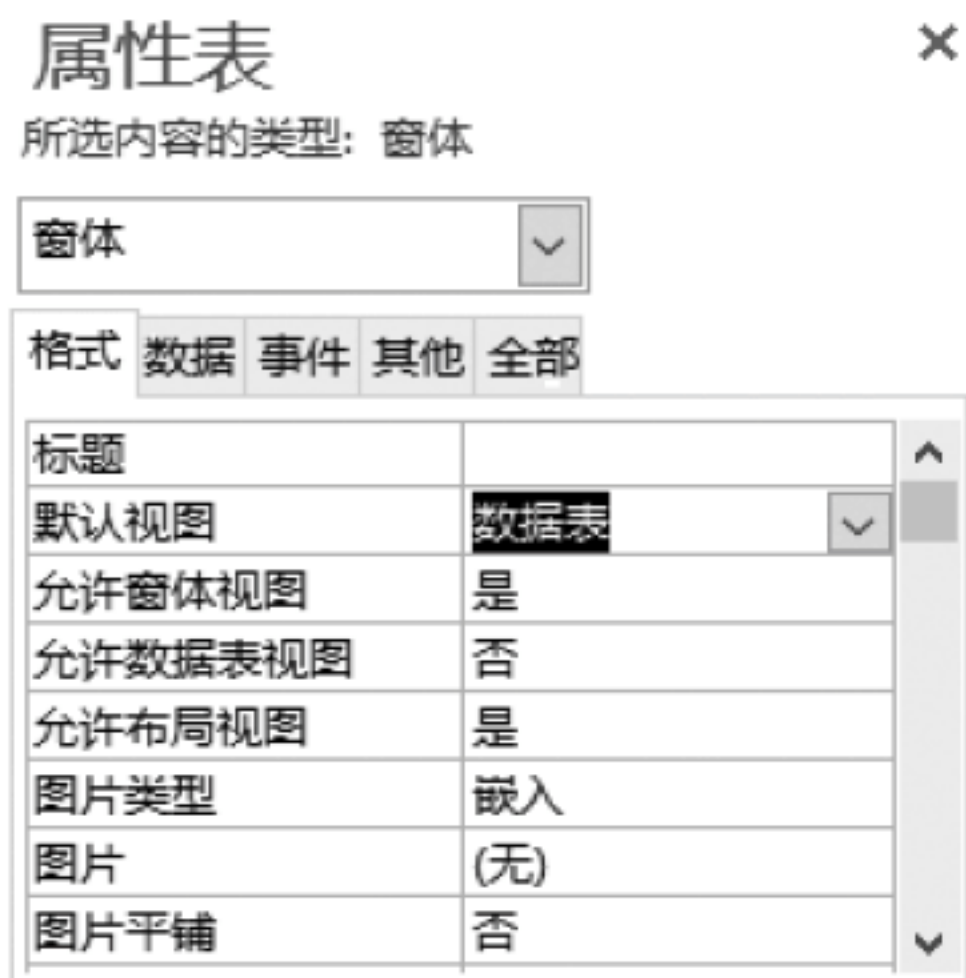 属性表
所选内容的类型: 窗体
窗体
格式 数据 事件 其他 全部
标题
默认视图 数据表
允许窗体视图 是
允许数据表视图 否
允许布局视图 是
图片类型 嵌入
图片 (无)
图片平铺 否